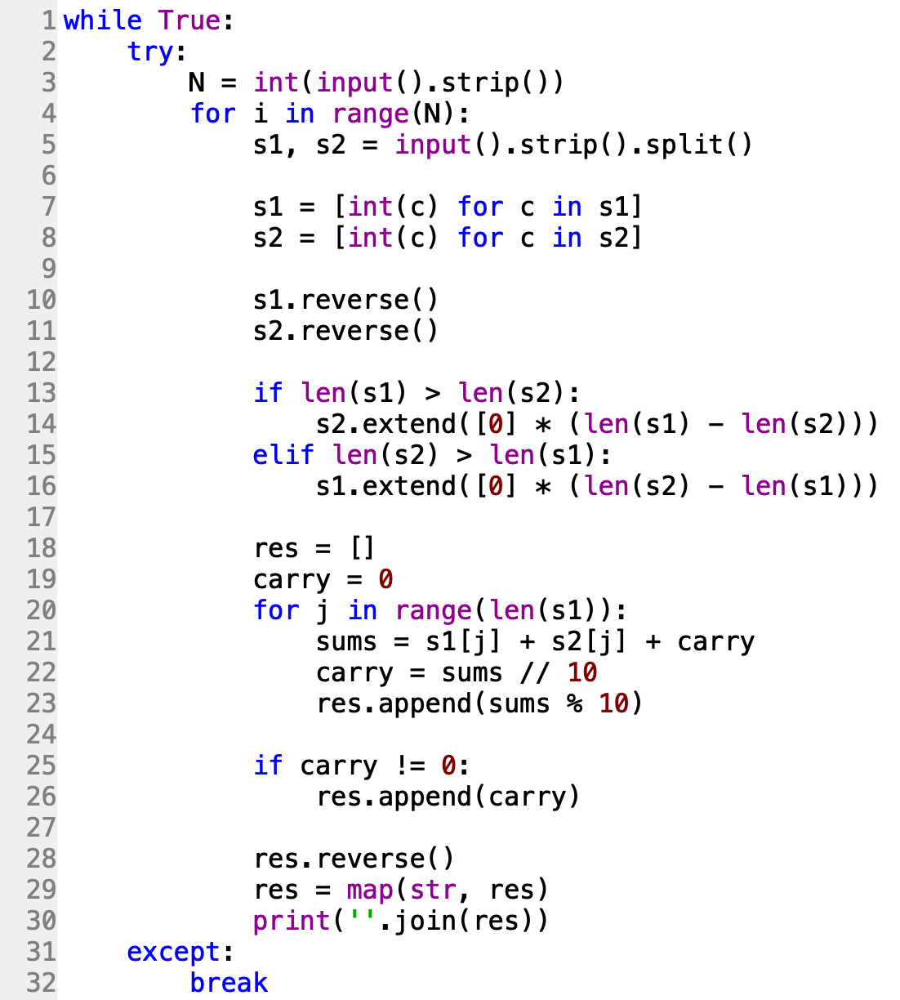 1 while True:
2     try:
3         N = int(input().strip())
4         for i in range(N):
5             s1, s2 = input().strip().split()
6
7             s1 = [int(c) for c in s1]
8             s2 = [int(c) for c in s2]
9
10             s1.reverse()
11             s2.reverse()
12
13             if len(s1) > len(s2):
14                 s2.extend([0] * (len(s1) - len(s2)))
15             elif len(s2) > len(s1):
16                 s1.extend([0] * (len(s2) - len(s1)))
17
18             res = []
19             carry = 0
20             for j in range(len(s1)):
21                 sums = s1[j] + s2[j] + carry
22                 carry = sums // 10
23                 res.append(sums % 10)
24
25             if carry != 0:
26                 res.append(carry)
27
28             res.reverse()
29             res = map(str, res)
30             print(''.join(res))
31     except:
32         break